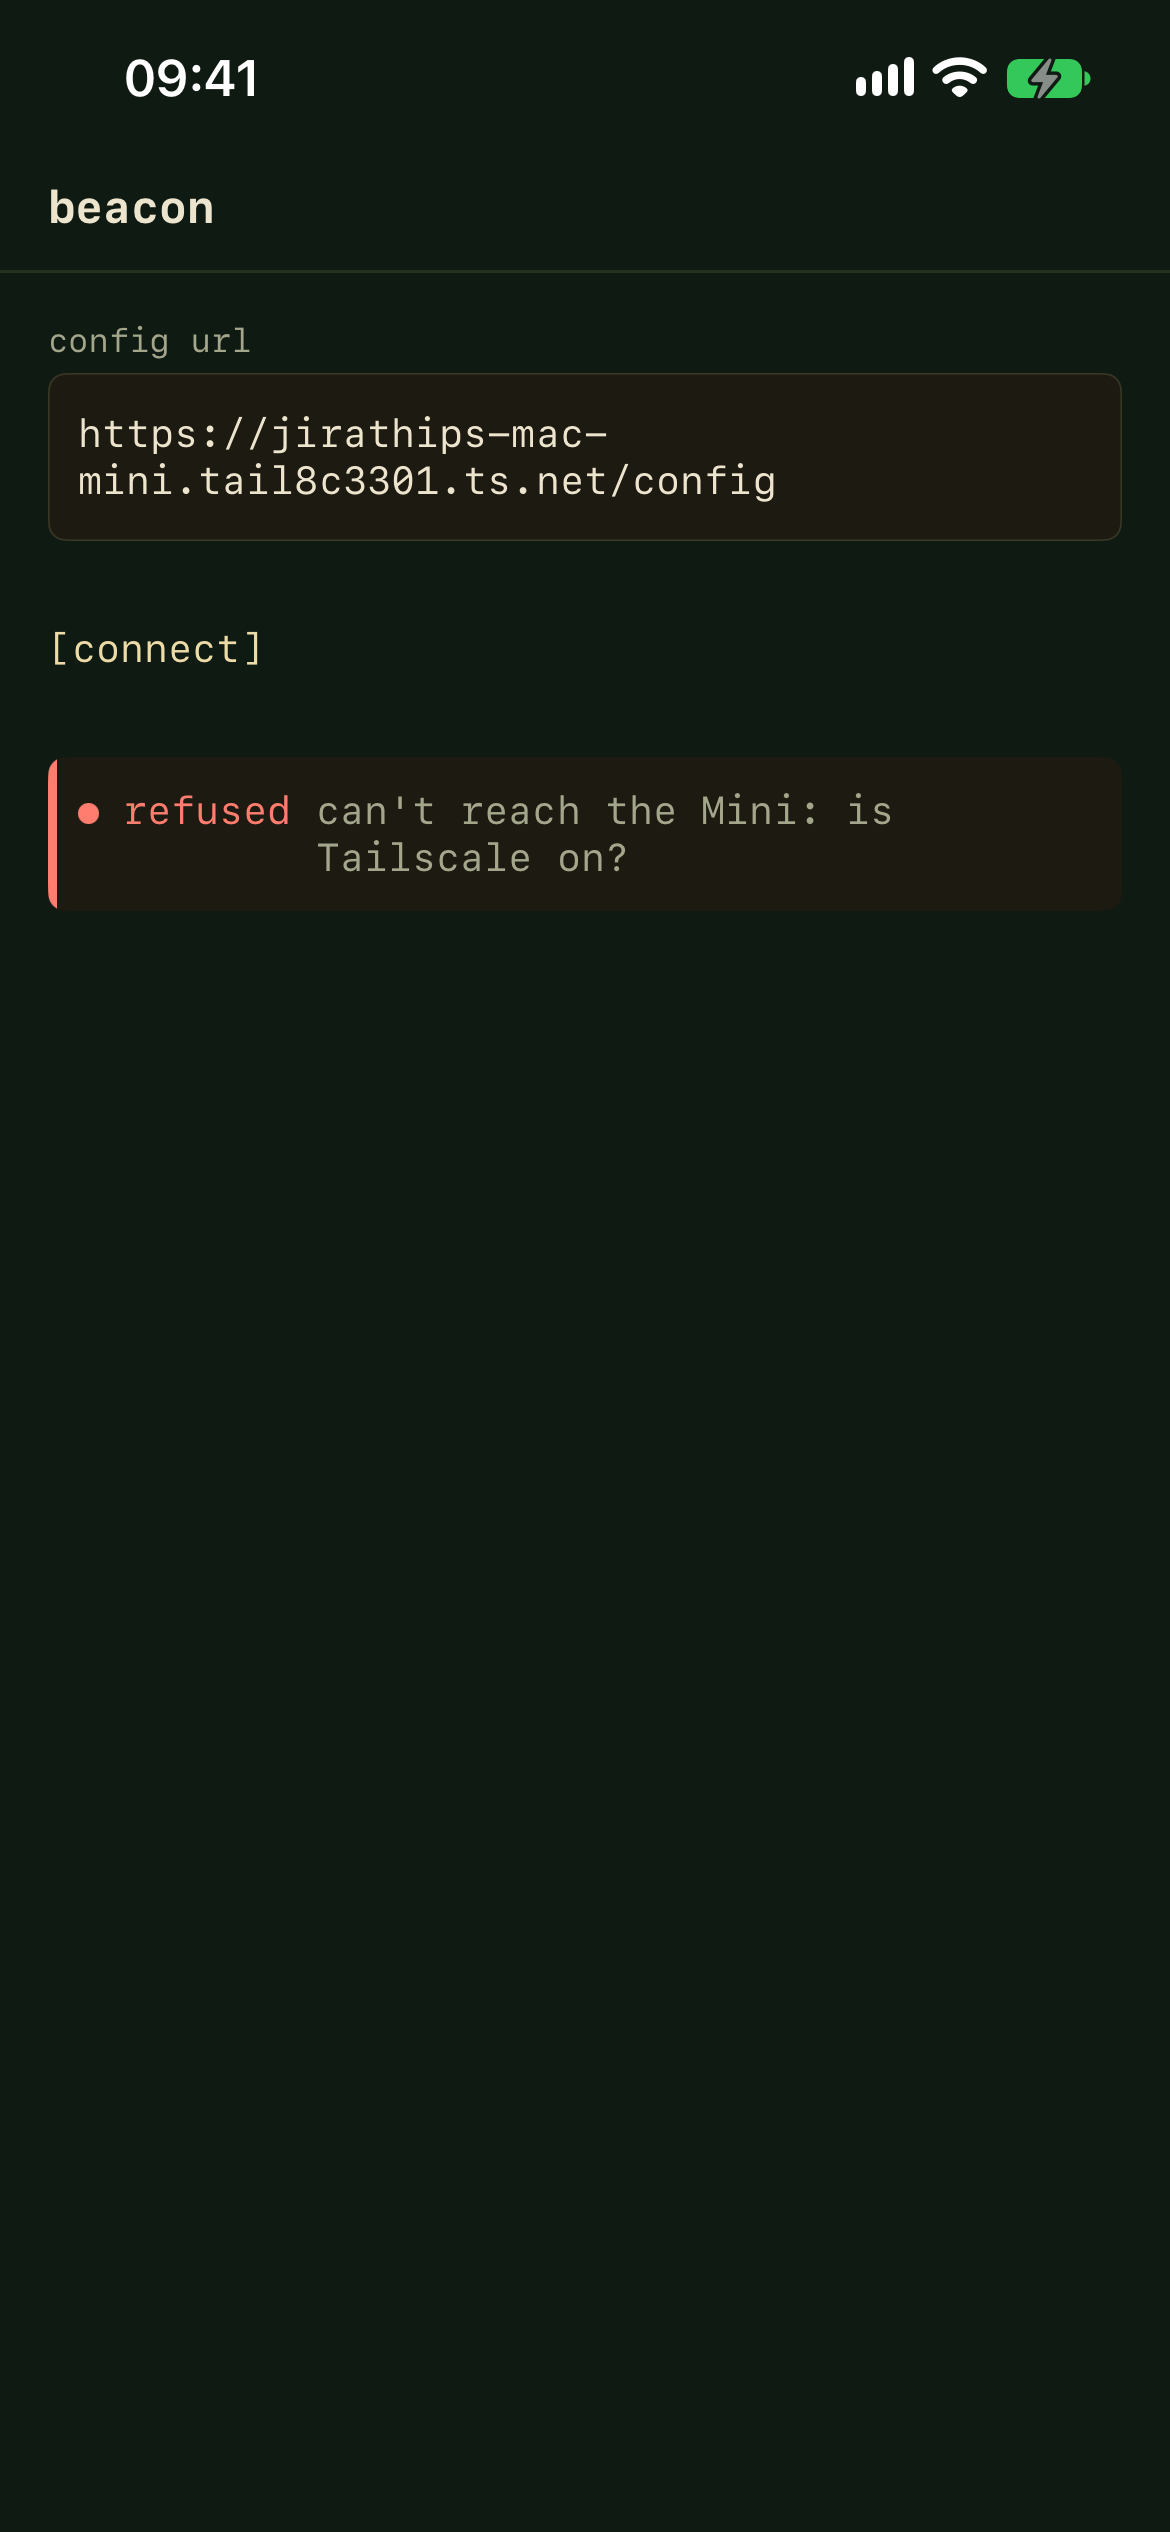 09:41
beacon
config url
https://jirathips-mac-
mini.tail8c3301.ts.net/config
[connect]
refused can't reach the Mini: is
Tailscale on?